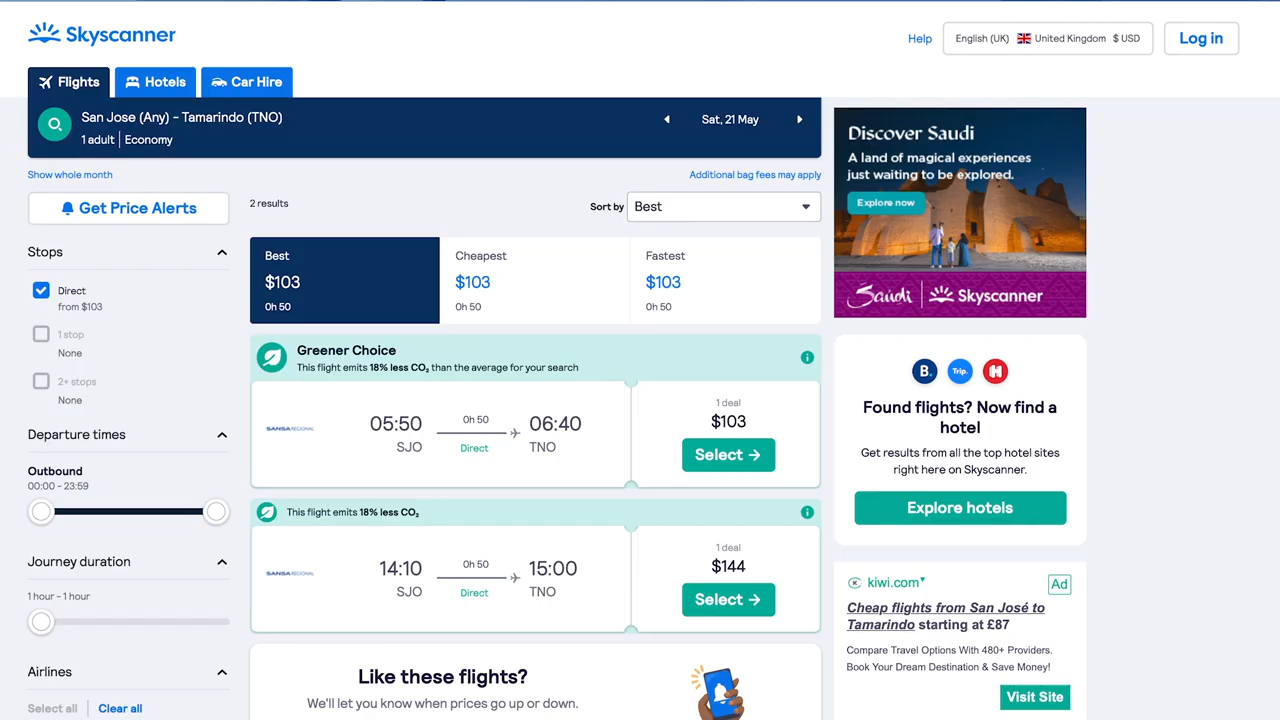 Skyscanner
Help
English (UK) United Kingdom $ USD
Log in
Flights
Hotels
Car Hire
San Jose (Any) – Tamarindo (TNO)
1 adult | Economy
Sat, 21 May
Show whole month
Additional bag fees may apply
Get Price Alerts
2 results
Sort by
Best
Stops
Direct
from $103
1 stop
None
2+ stops
None
Departure times
Outbound
00:00 - 23:59
Journey duration
1 hour - 1 hour
Airlines
Select all
Clear all
Best
$103
0h 50
Cheapest
$103
0h 50
Fastest
$103
0h 50
Greener Choice
This flight emits 18% less CO₂ than the average for your search
SANSA REGIONAL
05:50
SJO
0h 50
Direct
06:40
TNO
1 deal
$103
Select →
This flight emits 18% less CO₂
SANSA REGIONAL
14:10
SJO
0h 50
Direct
15:00
TNO
1 deal
$144
Select →
Like these flights?
We'll let you know when prices go up or down.
Discover Saudi
A land of magical experiences
just waiting to be explored.
Explore now
Saudi
Skyscanner
B.
Trip.
H
Found flights? Now find a
hotel
Get results from all the top hotel sites
right here on Skyscanner.
Explore hotels
kiwi.com
Ad
Cheap flights from San José to
Tamarindo starting at £87
Compare Travel Options With 480+ Providers.
Book Your Dream Destination & Save Money!
Visit Site